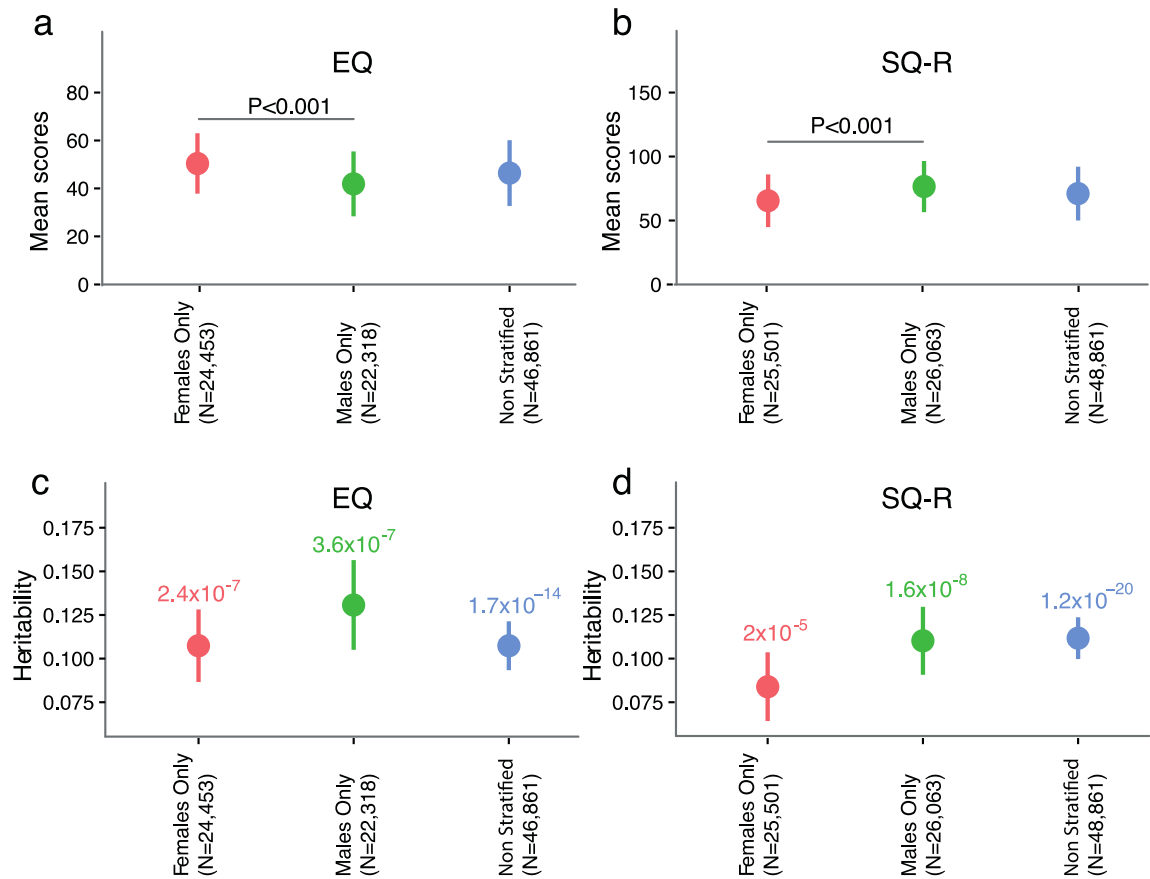 a
EQ
Mean scores
80
60
40
20
0
P<0.001
Females Only
(N=24,453)
Males Only
(N=22,318)
Non Stratified
(N=46,861)
b
SQ-R
Mean scores
150
100
50
0
P<0.001
Females Only
(N=25,501)
Males Only
(N=26,063)
Non Stratified
(N=48,861)
c
EQ
Heritability
0.175
0.150
0.125
0.100
0.075
2.4x10⁻⁷
3.6x10⁻⁷
1.7x10⁻¹⁴
Females Only
(N=24,453)
Males Only
(N=22,318)
Non Stratified
(N=46,861)
d
SQ-R
Heritability
0.175
0.150
0.125
0.100
0.075
2x10⁻⁵
1.6x10⁻⁸
1.2x10⁻²⁰
Females Only
(N=25,501)
Males Only
(N=26,063)
Non Stratified
(N=48,861)